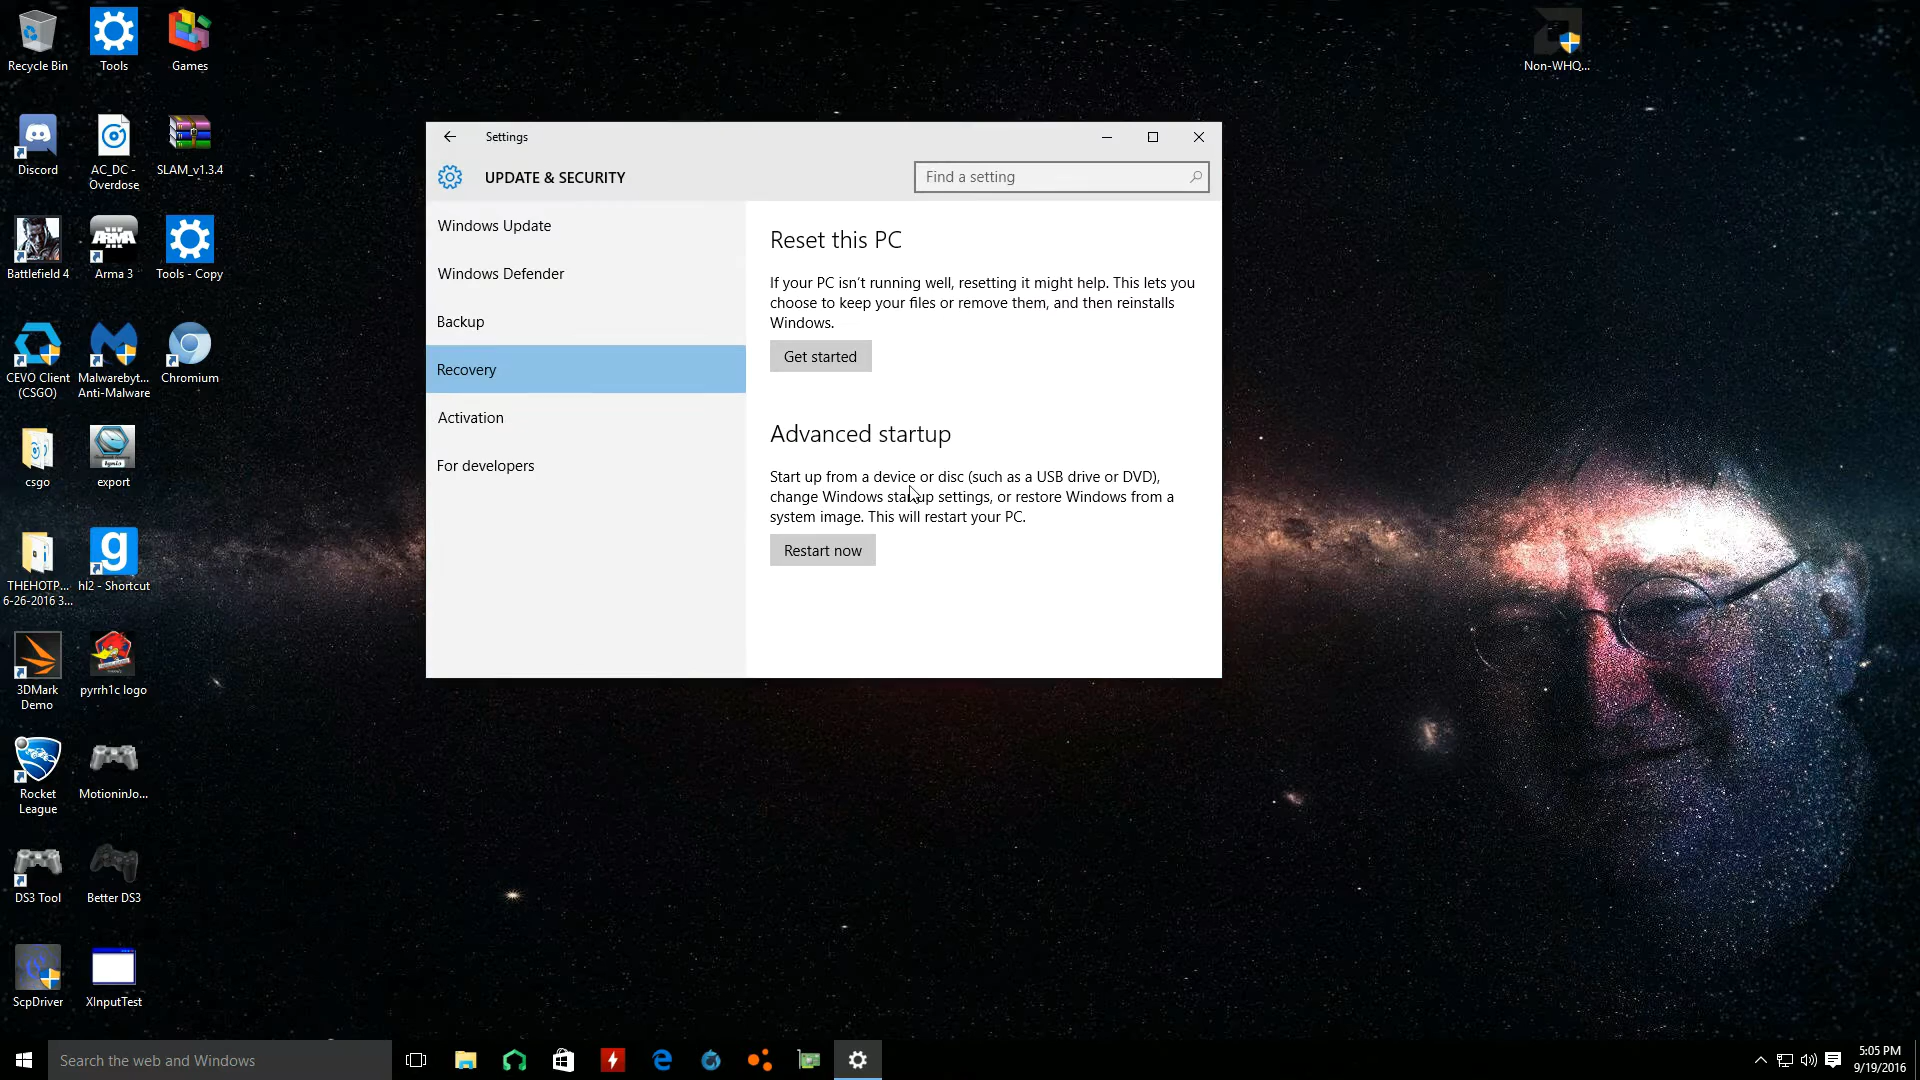 Recycle Bin
Tools
Games
Non-WHQ...
Discord
AC_DC -
Overdose
SLAM_v1.3.4
Battlefield 4
Arma 3
Tools - Copy
CEVO Client
(CSGO)
Malwarebyt...
Anti-Malware
Chromium
csgo
export
THEHOTP...
6-26-2016 3...
hl2 - Shortcut
3DMark
Demo
pyrrh1c logo
Rocket
League
MotioninJo...
DS3 Tool
Better DS3
ScpDriver
XInputTest
Settings
UPDATE & SECURITY
Find a setting
Windows Update
Windows Defender
Backup
Recovery
Activation
For developers
Reset this PC
If your PC isn’t running well, resetting it might help. This lets you
choose to keep your files or remove them, and then reinstalls
Windows.
Get started
Advanced startup
Start up from a device or disc (such as a USB drive or DVD),
change Windows startup settings, or restore Windows from a
system image. This will restart your PC.
Restart now
Search the web and Windows
5:05 PM
9/19/2016